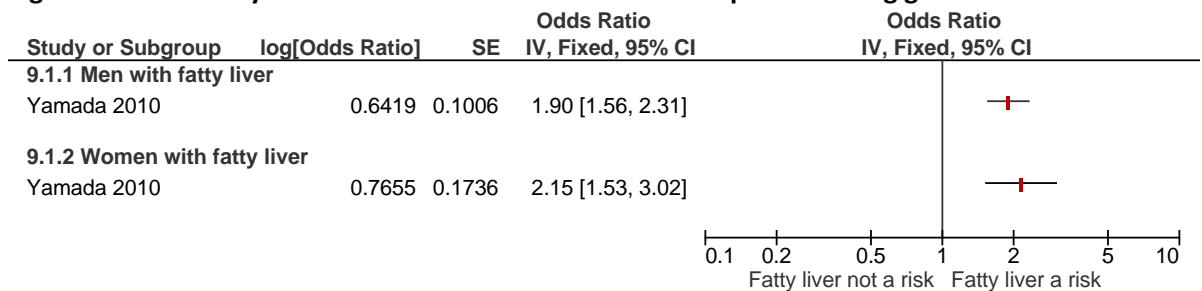 Odds Ratio Odds Ratio
Study or Subgroup log[Odds Ratio] SE IV, Fixed, 95% CI IV, Fixed, 95% CI
9.1.1 Men with fatty liver
Yamada 2010 0.6419 0.1006 1.90 [1.56, 2.31]
9.1.2 Women with fatty liver
Yamada 2010 0.7655 0.1736 2.15 [1.53, 3.02]
0.1 0.2 0.5 1 2 5 10
Fatty liver not a risk Fatty liver a risk